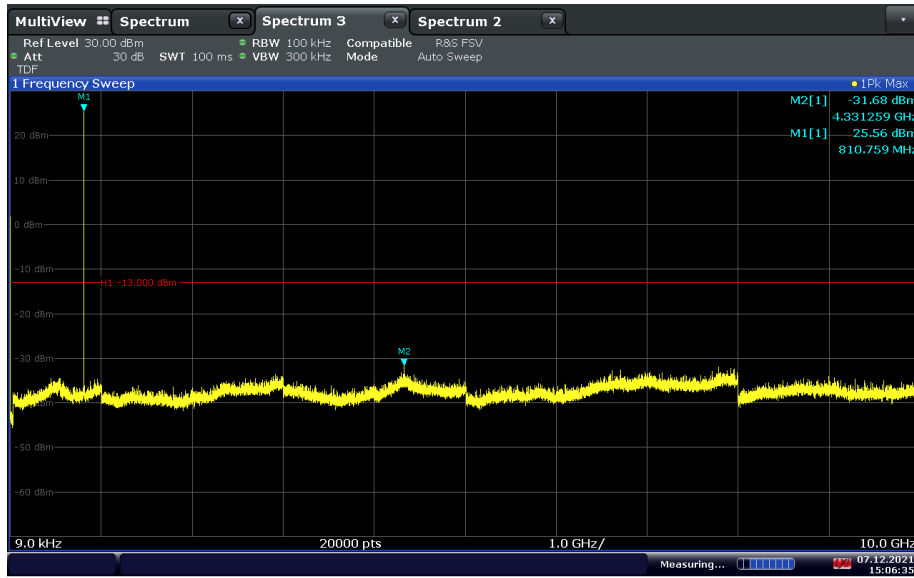 MultiView Spectrum X Spectrum 3 X Spectrum 2 X
Ref Level 30.00 dBm RBW 100 kHz Compatible R&S FSV
Att 30 dB SWT 100 ms VBW 300 kHz Mode Auto Sweep
TDF
1 Frequency Sweep 1Pk Max
M1
M2[1] -31.68 dBm
4.331259 GHz
20 dBm M1[1] 25.56 dBm
810.759 MHz
10 dBm
0 dBm
-10 dBm
H1 -13.000 dBm
-20 dBm
M2
-30 dBm
-50 dBm
-60 dBm
9.0 kHz 20000 pts 1.0 GHz/ 10.0 GHz
Measuring... 07.12.2021
15:06:35